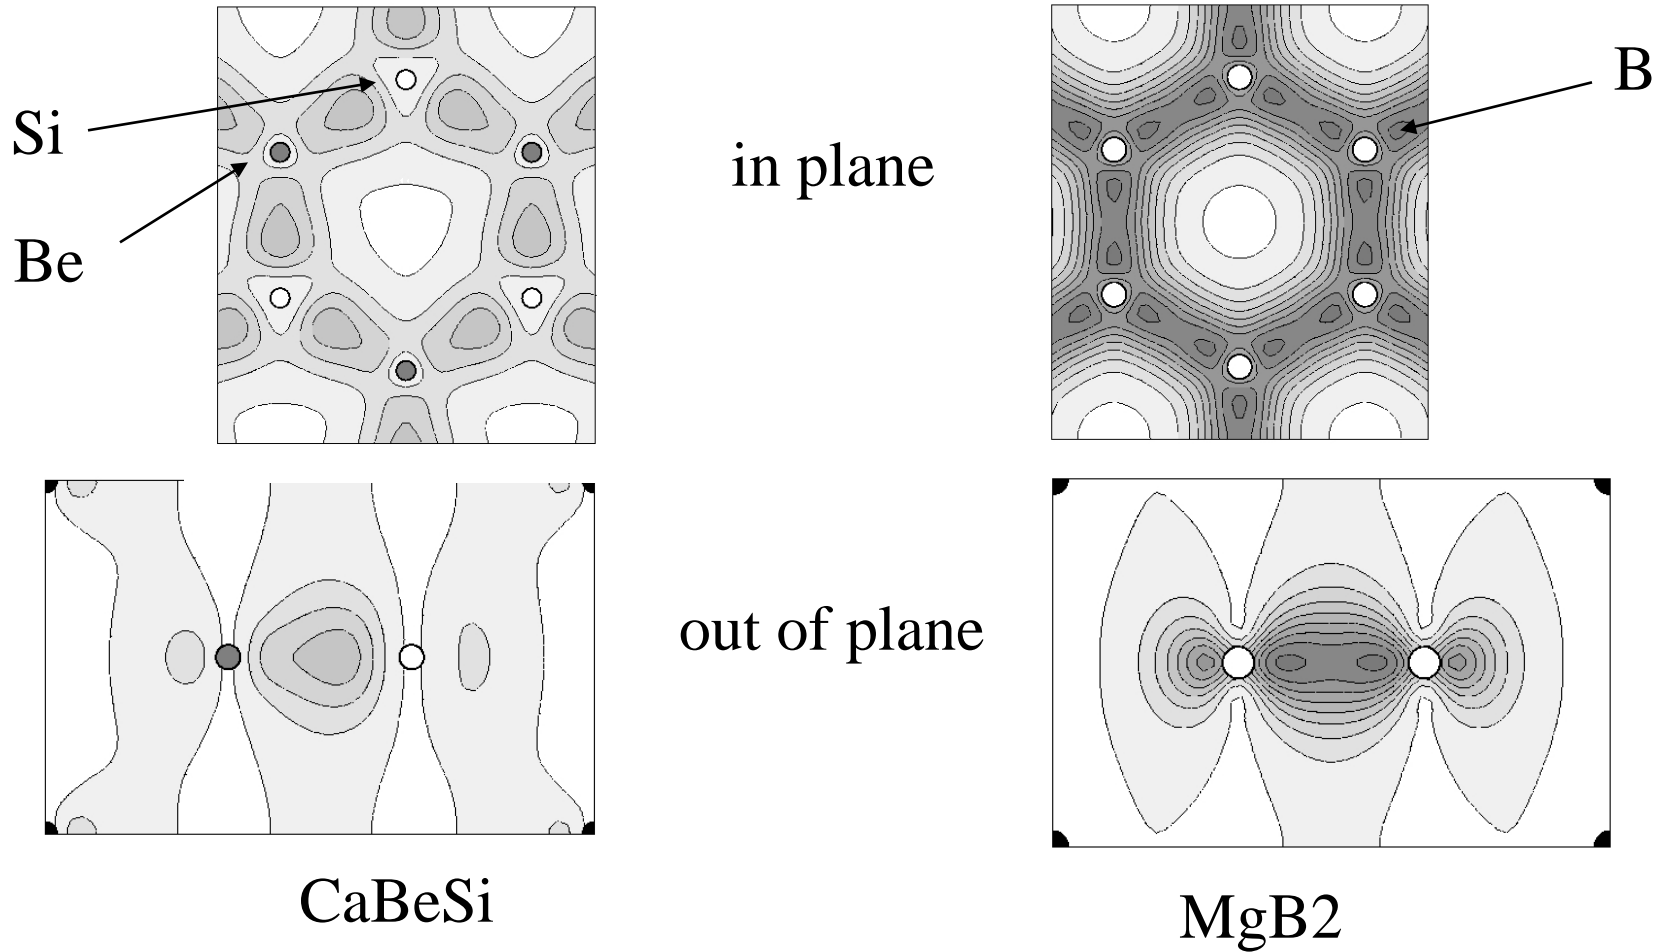 B
Si
in plane
Be
out of plane
CaBeSi
MgB2